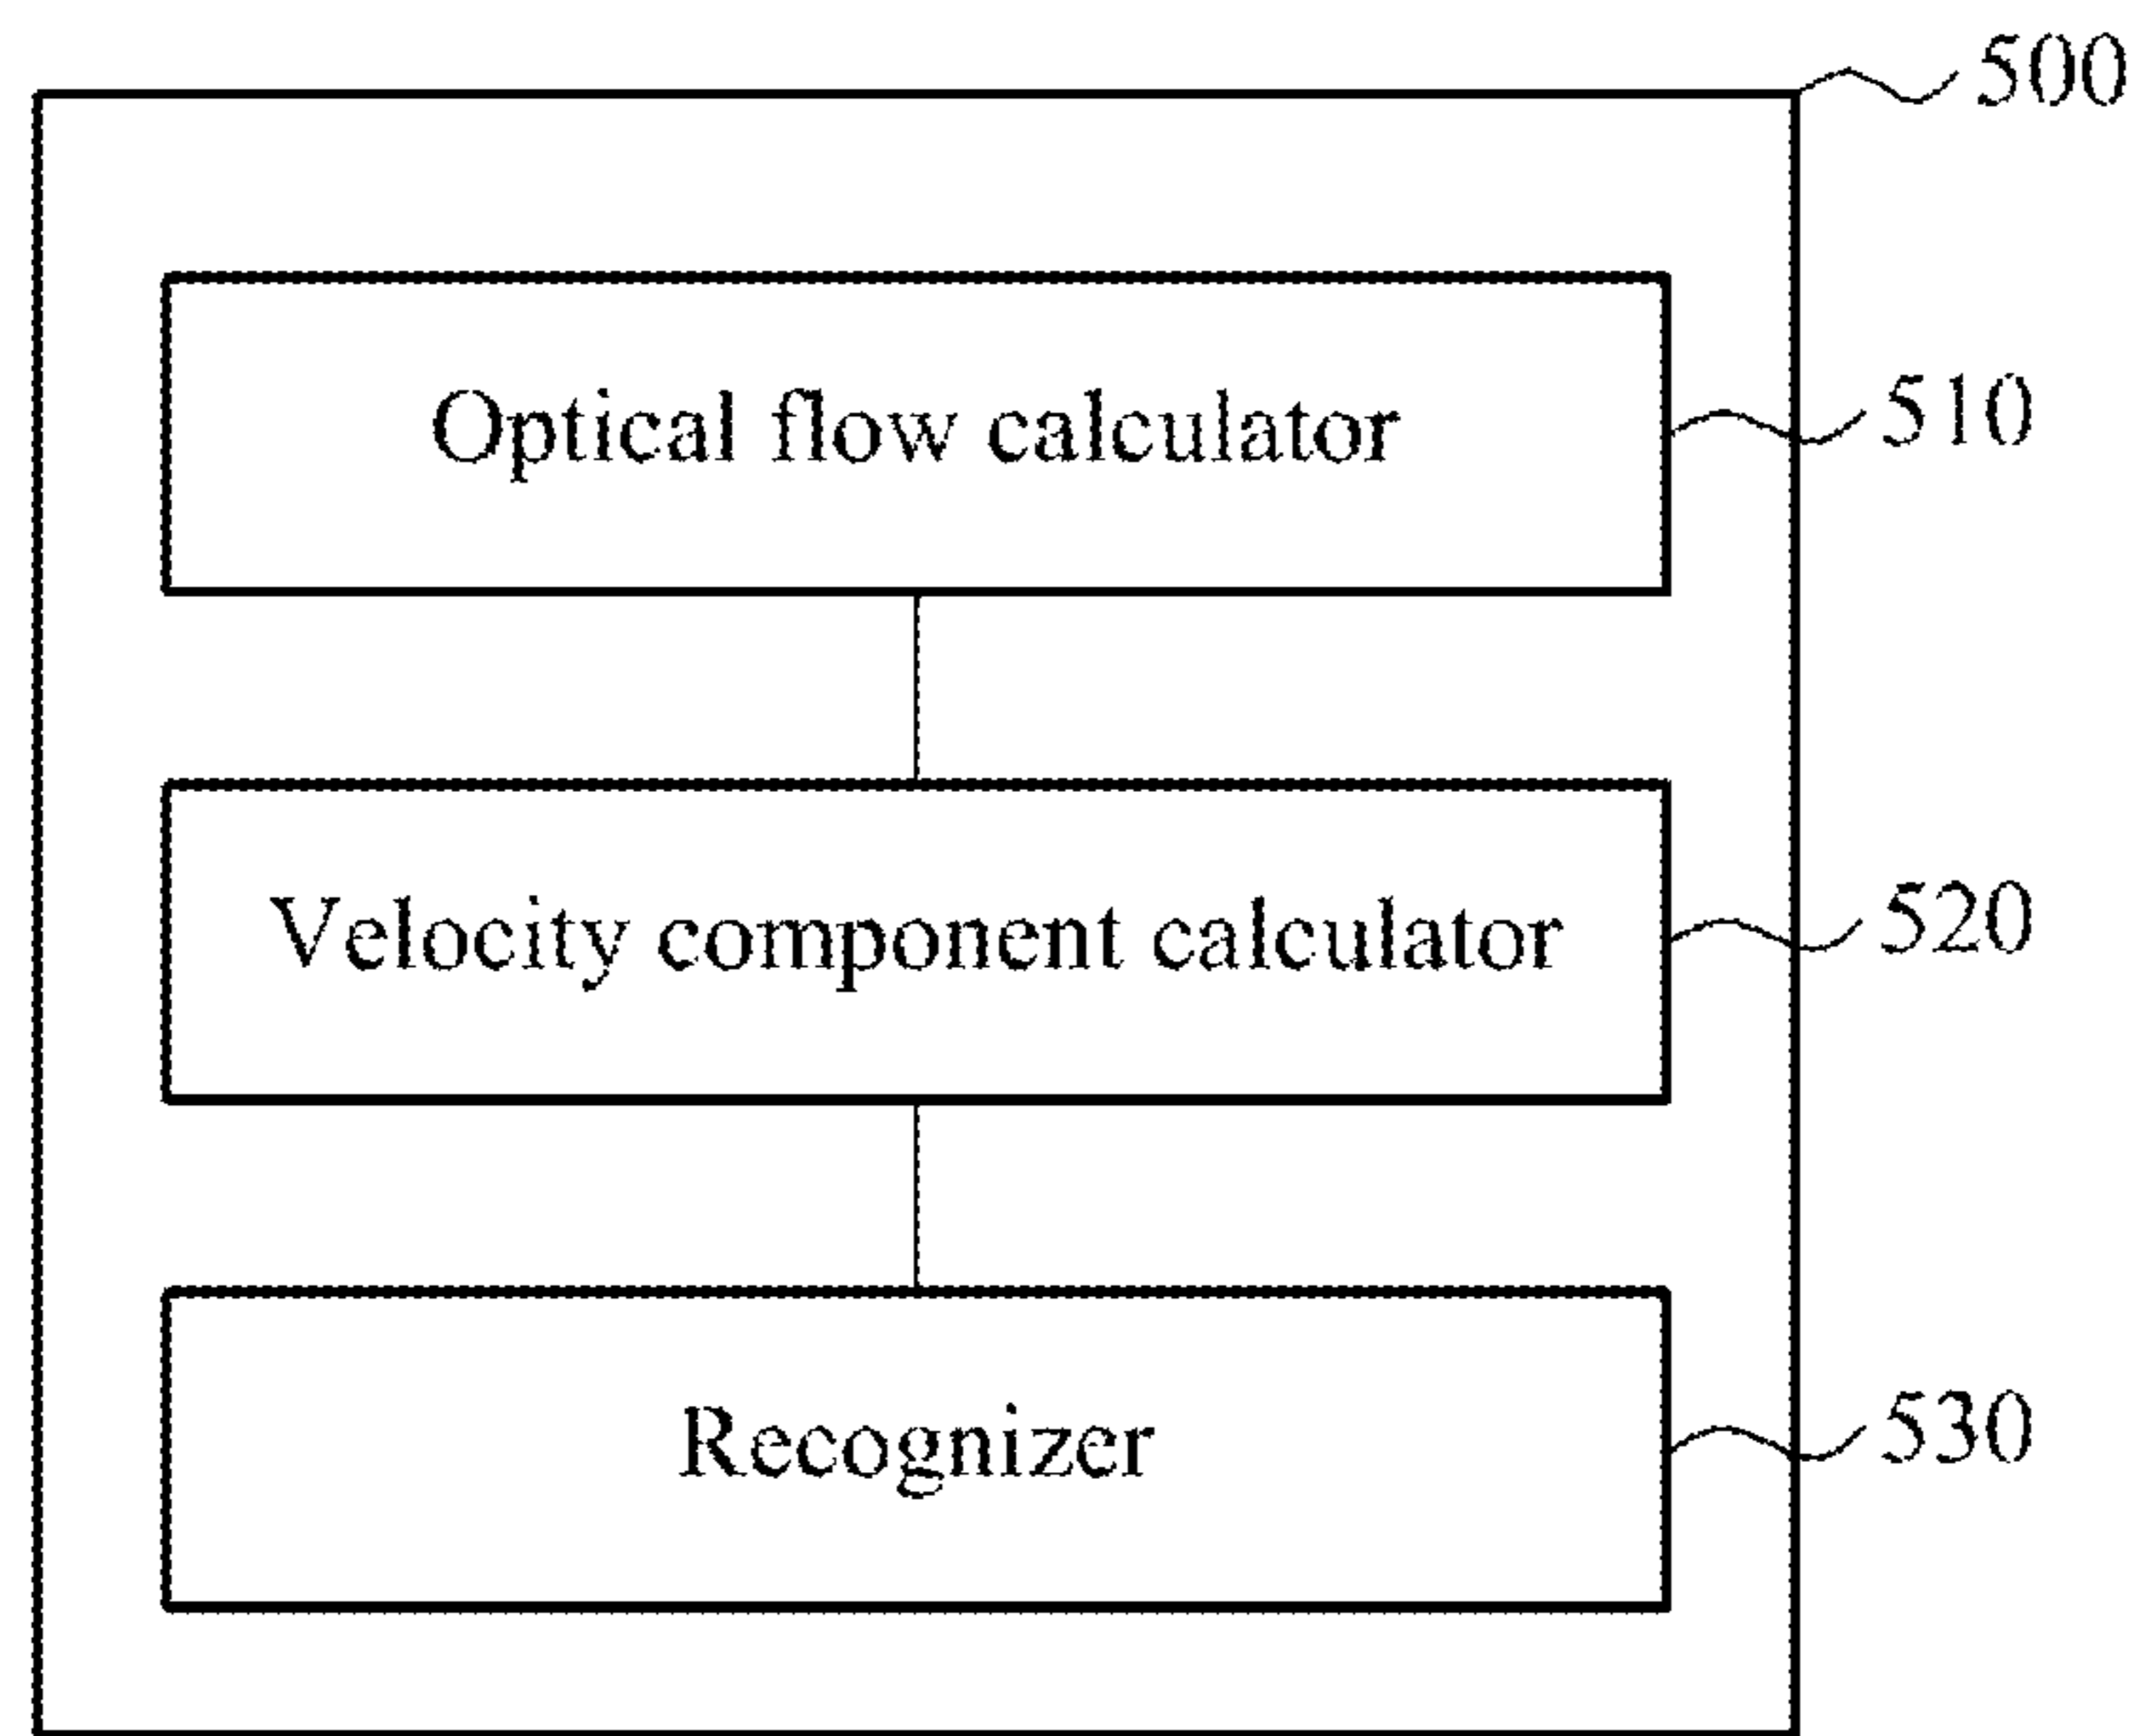 500
Optical flow calculator
510
Velocity component calculator
520
Recognizer
530